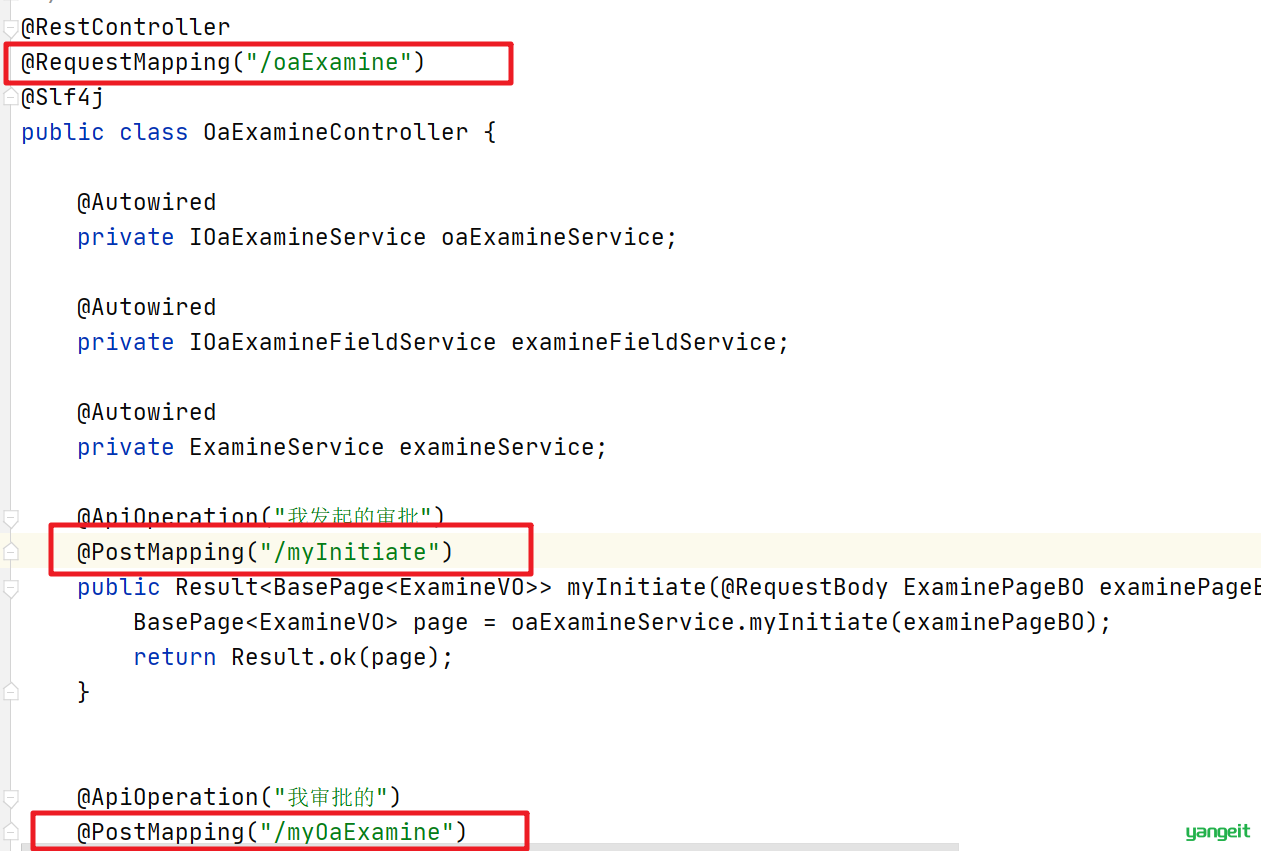 @RestController
@RequestMapping("/oaExamine")
@Slf4j
public class OaExamineController {
@Autowired
private IOaExamineService oaExamineService;
@Autowired
private IOaExamineFieldService examineFieldService;
@Autowired
private ExamineService examineService;
@ApiOperation("我发起的审批")
@PostMapping("/myInitiate")
public Result<BasePage<ExamineVO>> myInitiate(@RequestBody ExaminePageBO examinePageB
BasePage<ExamineVO> page = oaExamineService.myInitiate(examinePageBO);
return Result.ok(page);
}
@ApiOperation("我审批的")
@PostMapping("/myOaExamine")
yangeit